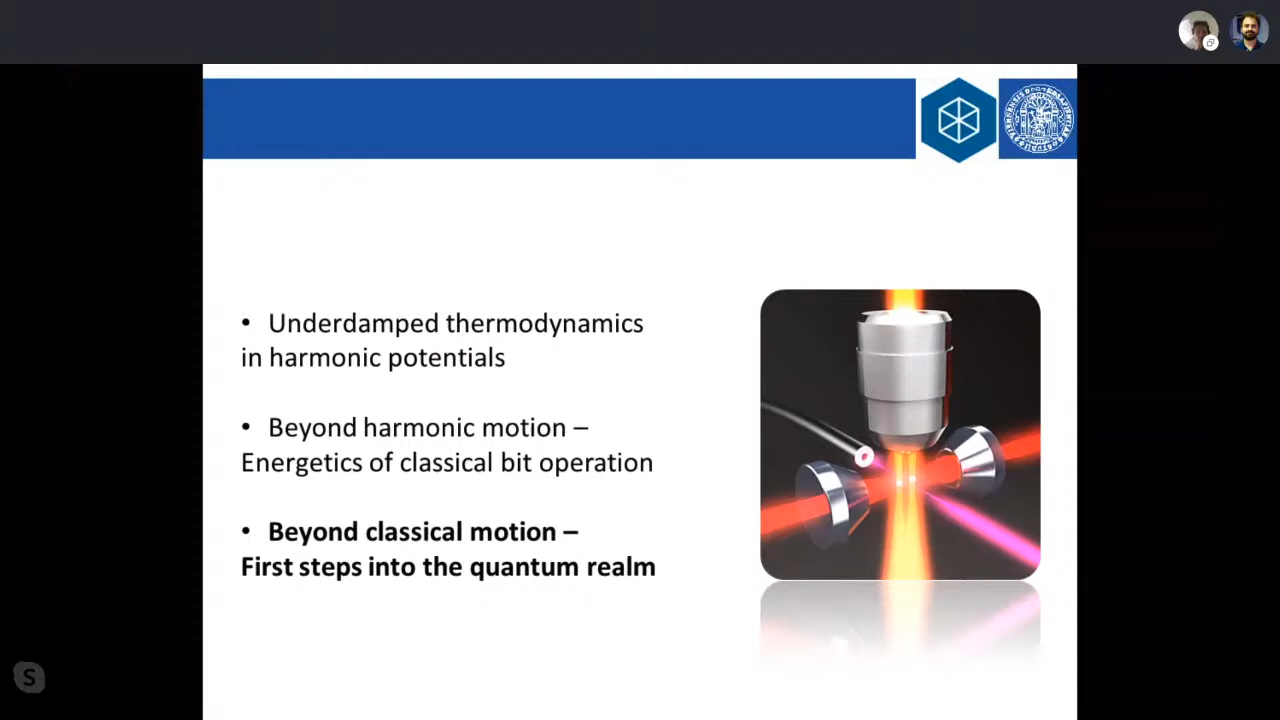 • Underdamped thermodynamics
in harmonic potentials
• Beyond harmonic motion –
Energetics of classical bit operation
• Beyond classical motion –
First steps into the quantum realm
S